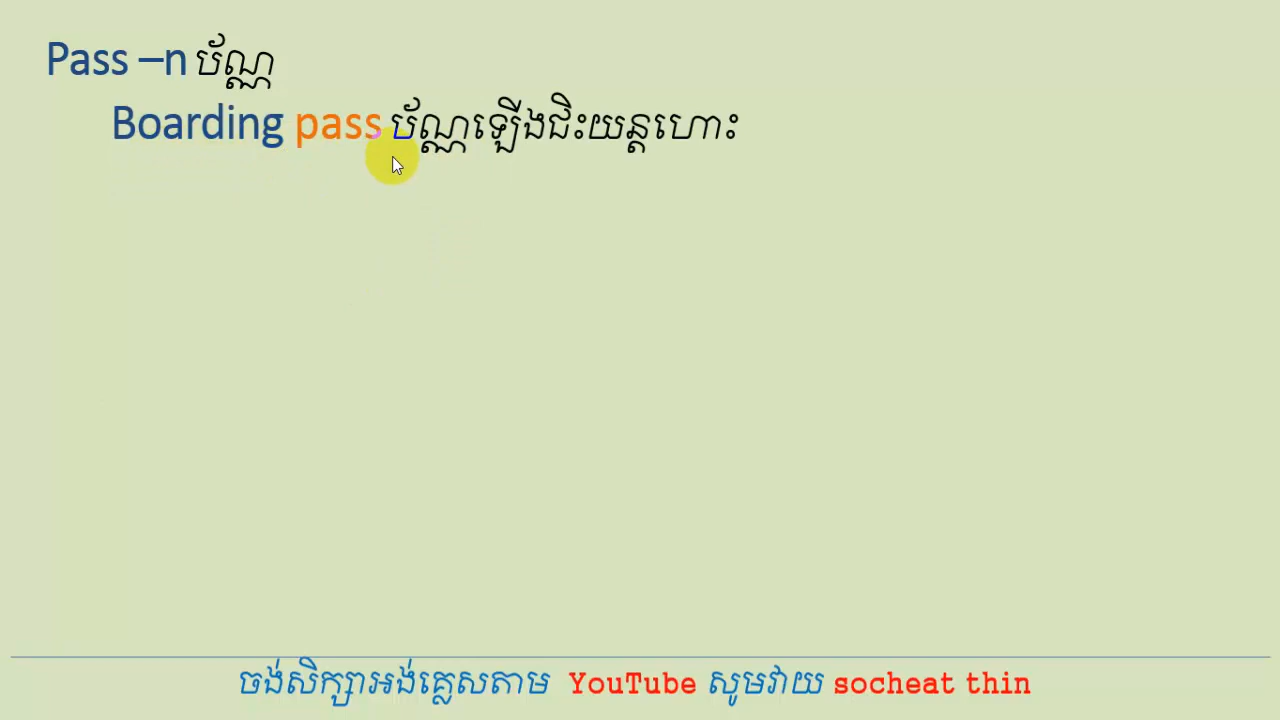 Pass –n ប័ណ្ណ
Boarding pass ប័ណ្ណឡើងជិះយន្តហោះ
ចង់សិក្សាអង់គ្លេសតាម YouTube សូមវាយ socheat thin